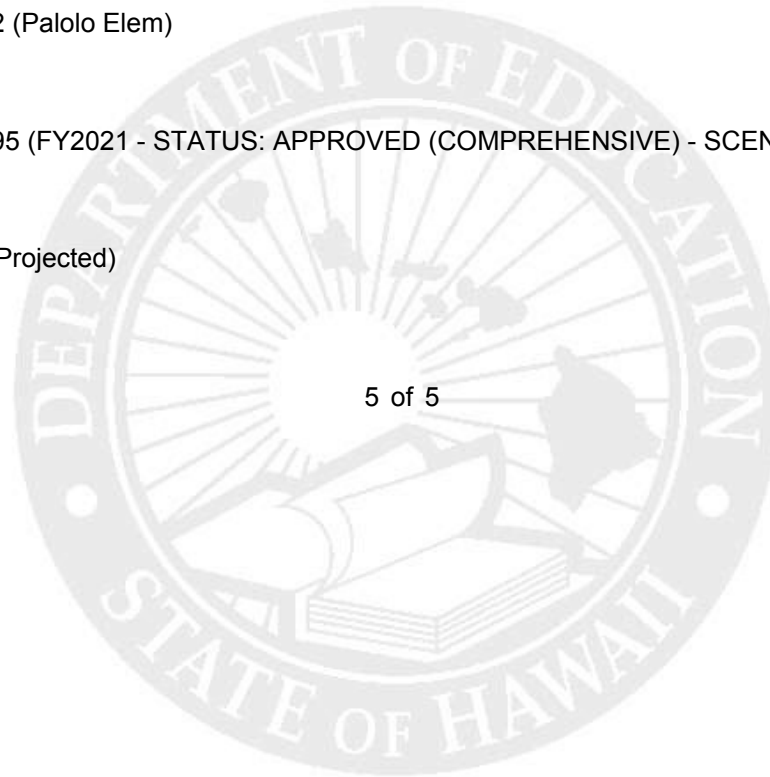 2 (Palolo Elem)
95 (FY2021 - STATUS: APPROVED (COMPREHENSIVE) - SCEN
Projected)
5 of 5
DEPARTMENT OF EDUCATION
STATE OF HAWAII